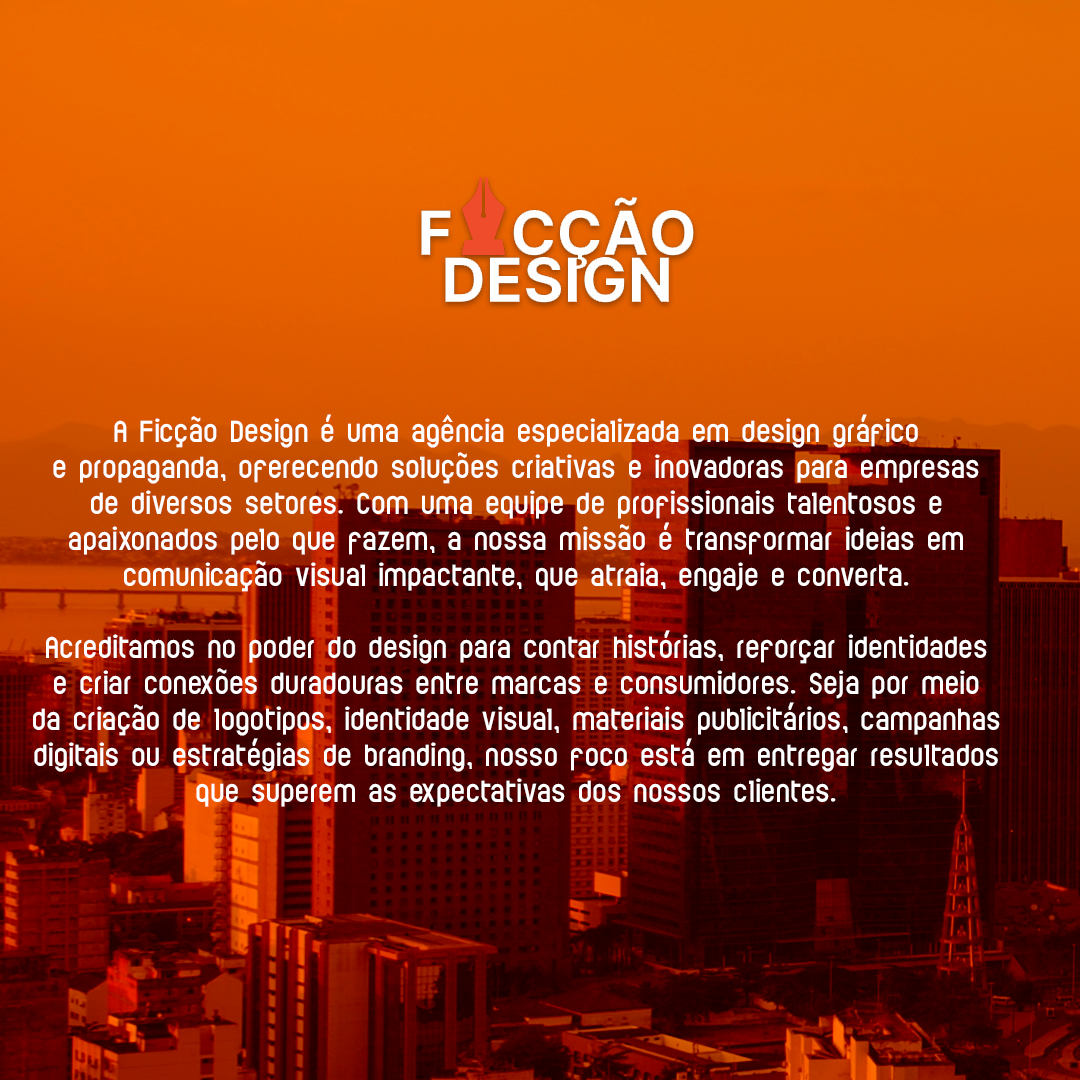 FICÇÃO
DESIGN
A Ficção Design é uma agência especializada em design gráfico
e propaganda, oferecendo soluções criativas e inovadoras para empresas
de diversos setores. Com uma equipe de profissionais talentosos e
apaixonados pelo que fazem, a nossa missão é transformar ideias em
comunicação visual impactante, que atraia, engaje e converta.
Acreditamos no poder do design para contar histórias, reforçar identidades
e criar conexões duradouras entre marcas e consumidores. Seja por meio
da criação de logotipos, identidade visual, materiais publicitários, campanhas
digitais ou estratégias de branding, nosso foco está em entregar resultados
que superem as expectativas dos nossos clientes.